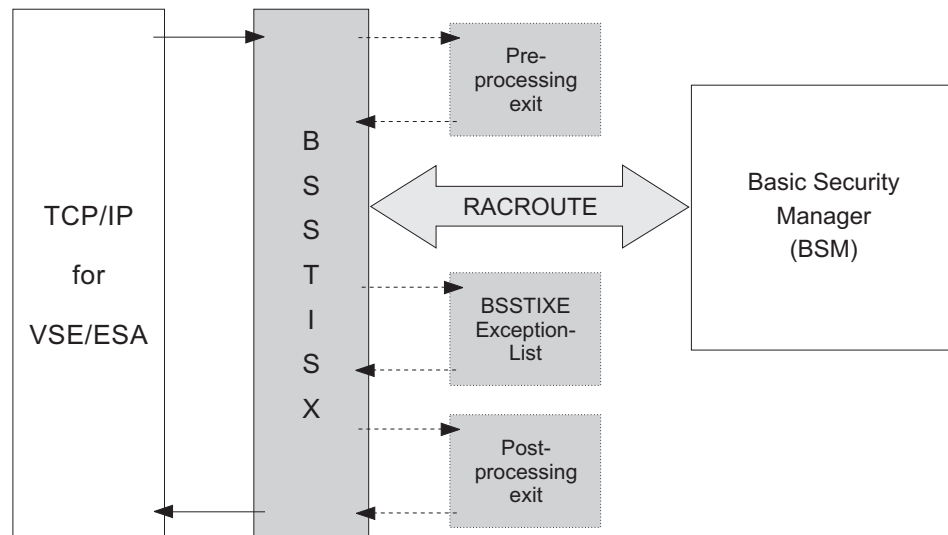 TCP/IP
for
VSE/ESA
B
S
S
T
I
S
X
Pre-
processing
exit
RACROUTE
BSSTIXE
Exception-
List
Post-
processing
exit
Basic Security
Manager
(BSM)